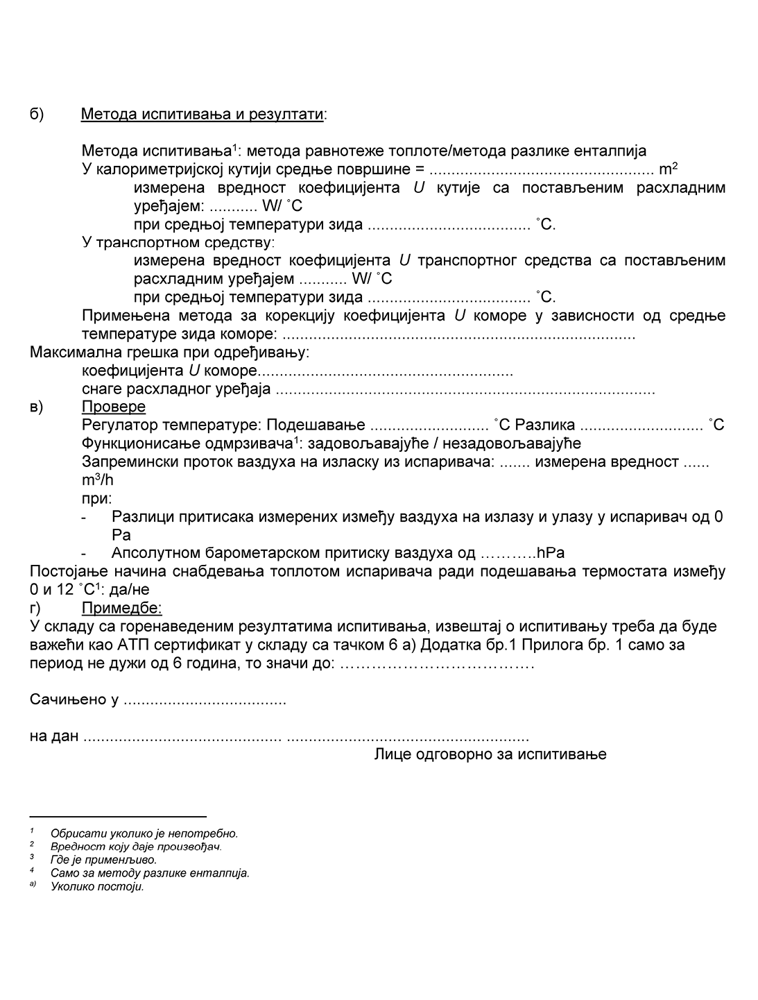 б) Метода испитивања и резултати:
Метода испитивања¹: метода равнотеже топлоте/метода разлике енталпија
У калориметријској кутији средње површине = ................................................... m²
измерена вредност коефицијента U кутије са постављеним расхладним
уређајем: ........... W/ ˚C
при средњој температури зида ..................................... ˚C.
У транспортном средству:
измерена вредност коефицијента U транспортног средства са постављеним
расхладним уређајем ........... W/ ˚C
при средњој температури зида ..................................... ˚C.
Примењена метода за корекцију коефицијента U коморе у зависности од средње
температуре зида коморе: ................................................................................
Максимална грешка при одређивању:
коефицијента U коморе..........................................................
снаге расхладног уређаја ......................................................................................
в) Провере
Регулатор температуре: Подешавање ........................... ˚C Разлика ............................ ˚C
Функционисање одмрзивача¹: задовољавајуће / незадовољавајуће
Запремински проток ваздуха на изласку из испаривача: ....... измерена вредност ......
m³/h
при:
- Разлици притисака измерених између ваздуха на излазу и улазу у испаривач од 0
Pa
- Апсолутном барометарском притиску ваздуха од ………..hPa
Постојање начина снабдевања топлотом испаривача ради подешавања термостата између
0 и 12 ˚C¹: да/не
г) Примедбе:
У складу са горенаведеним резултатима испитивања, извештај о испитивању треба да буде
важећи као АТП сертификат у складу са тачком 6 а) Додатка бр.1 Прилога бр. 1 само за
период не дужи од 6 година, то значи до: ……………………………….
Сачињено у .....................................
на дан ............................................. .......................................................
Лице одговорно за испитивање
¹ Обрисати уколико је непотребно.
² Вредност коју даје произвођач.
³ Где је применљиво.
⁴ Само за методу разлике енталпија.
а) Уколико постоји.